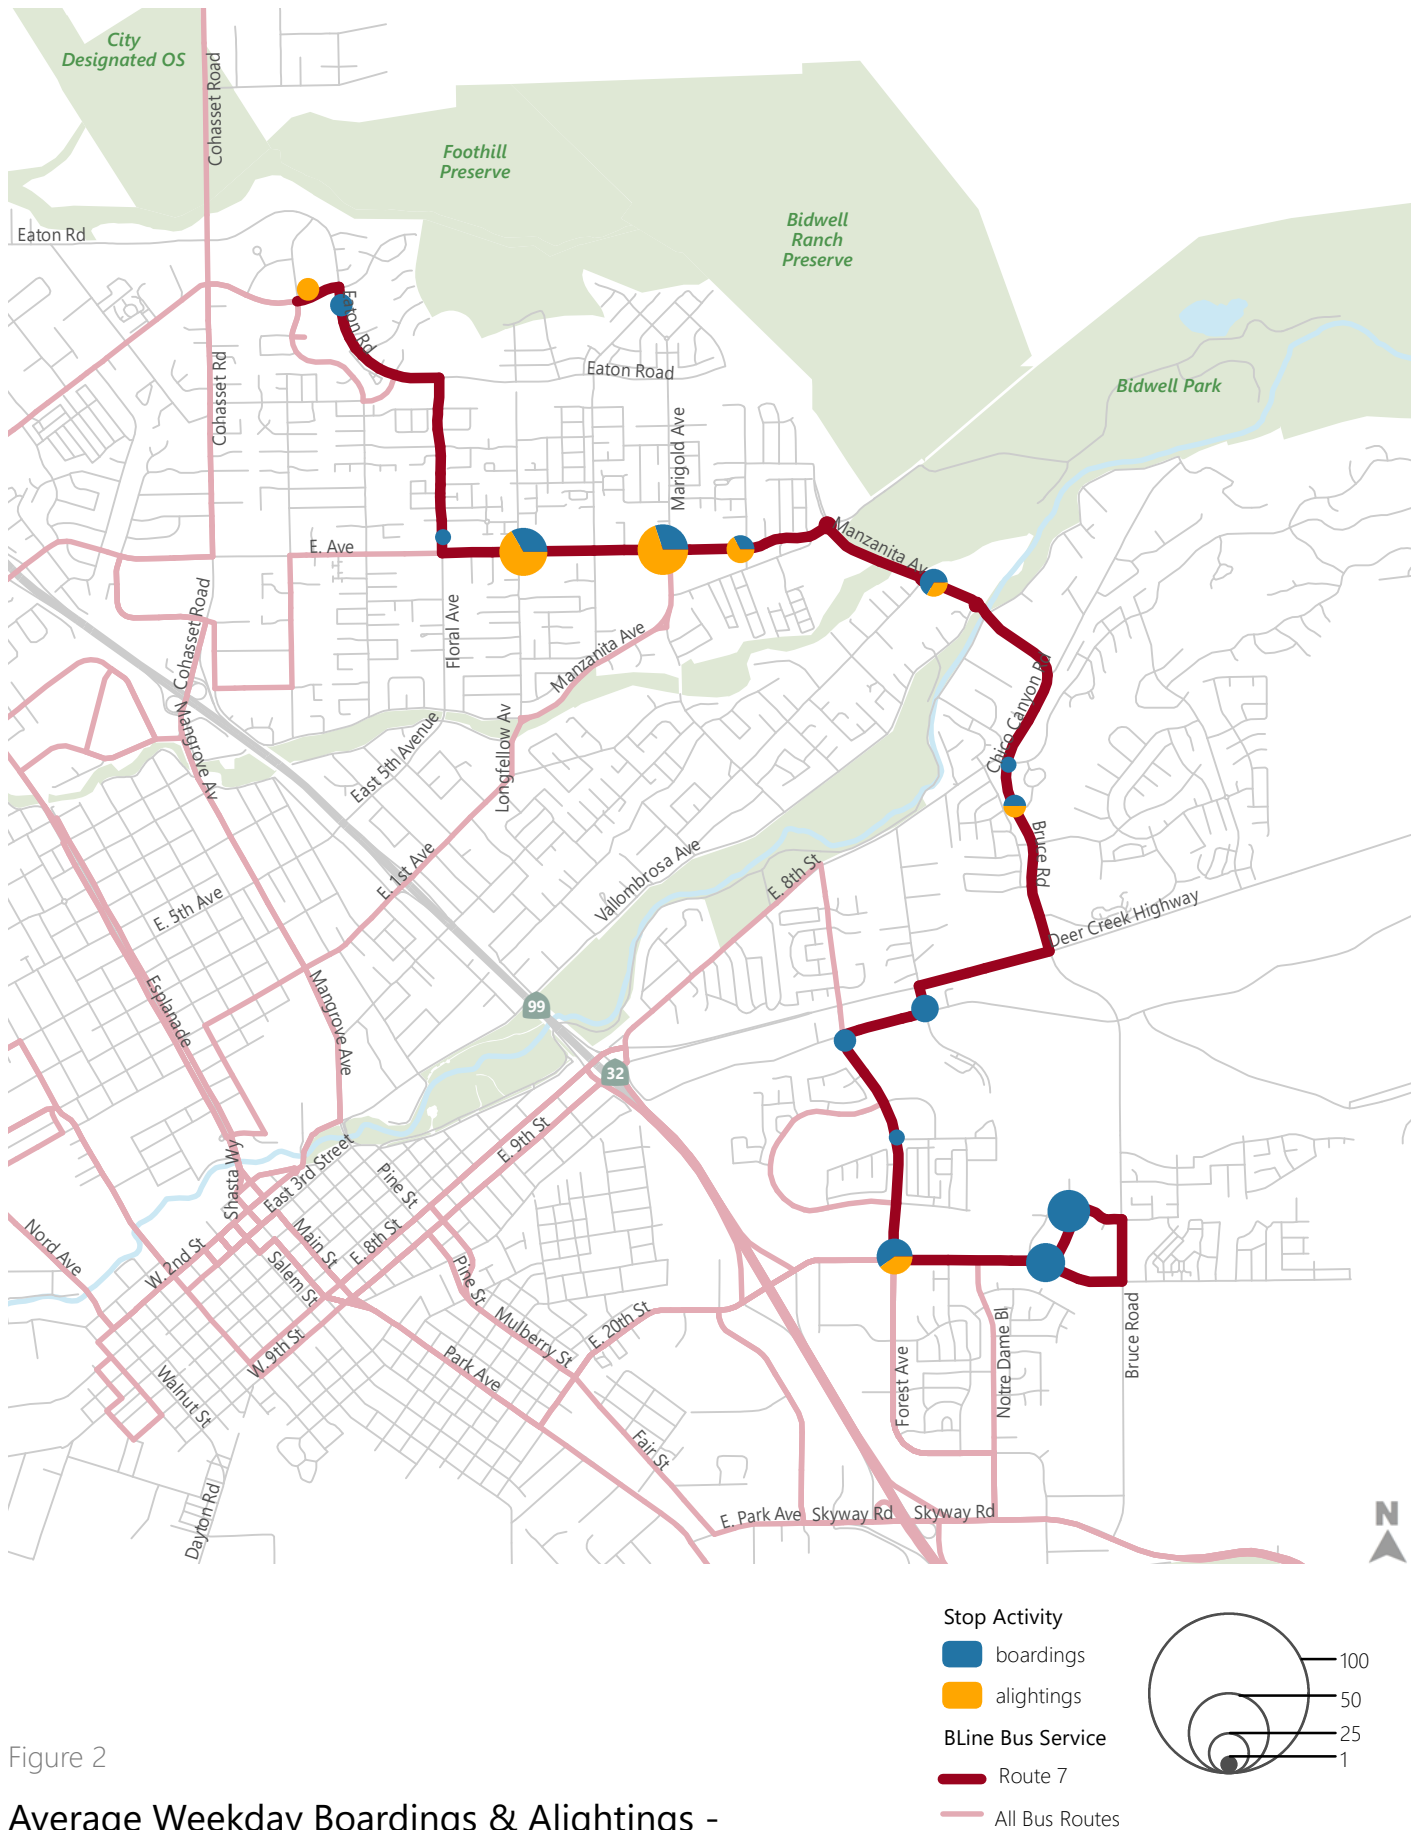 City
Designated OS
Cohasset Road
Foothill
Preserve
Bidwell
Ranch
Preserve
Eaton Rd
Eaton Rd
Eaton Road
Bidwell Park
Cohasset Rd
Marigold Ave
E. Ave
Manzanita Av
Cohasset Road
Floral Ave
Manzanita Ave
Chico Canyon Rd
Mangrove Av
East 5th Avenue
Longfellow Av
Bruce Rd
E. 1st Ave
Vallombrosa Ave
E. 8th St
E. 5th Ave
Deer Creek Highway
Esplanade
Mangrove Ave
99
32
E. 9th St
Shasta Wy
East 3rd Street
Pine St
Nord Ave
W. 2nd St
Main St
E. 8th St
Salem St
Pine St
Mulberry St
E. 20th St
W. 9th St
Park Ave
Walnut St
Forest Ave
Notre Dame Bl
Bruce Road
Fair St
Dayton Rd
E. Park Ave
Skyway Rd
Skyway Rd
N
Stop Activity
boardings
alightings
100
50
25
1
BLine Bus Service
Route 7
All Bus Routes
Figure 2
Average Weekday Boardings & Alightings -